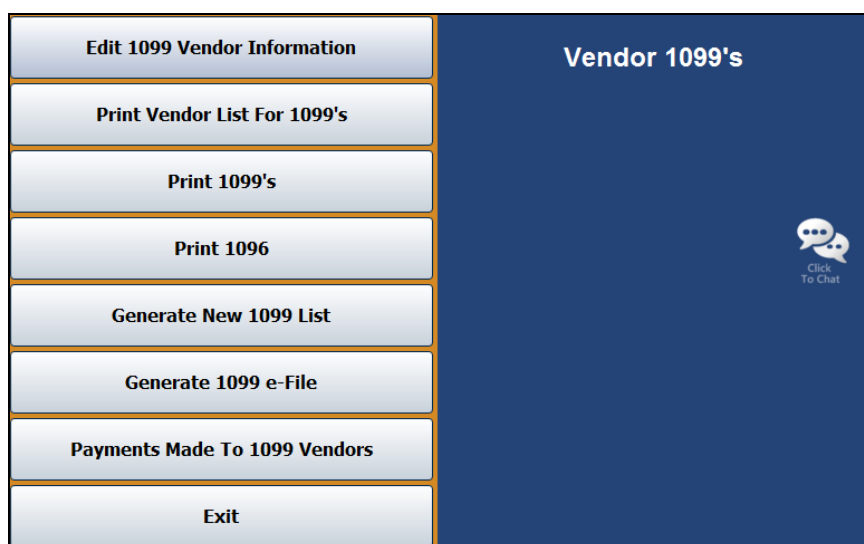 Edit 1099 Vendor Information
Print Vendor List For 1099's
Print 1099's
Print 1096
Generate New 1099 List
Generate 1099 e-File
Payments Made To 1099 Vendors
Exit
Vendor 1099's
Click
To Chat